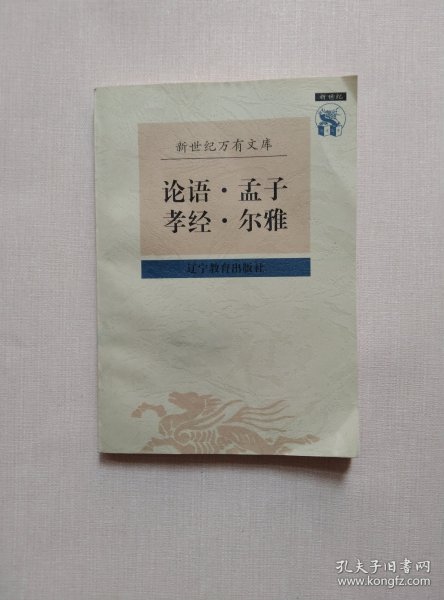 新世纪
新世纪万有文库
论语·孟子
孝经·尔雅
辽宁教育出版社
孔夫子旧书网
www.kongfz.com